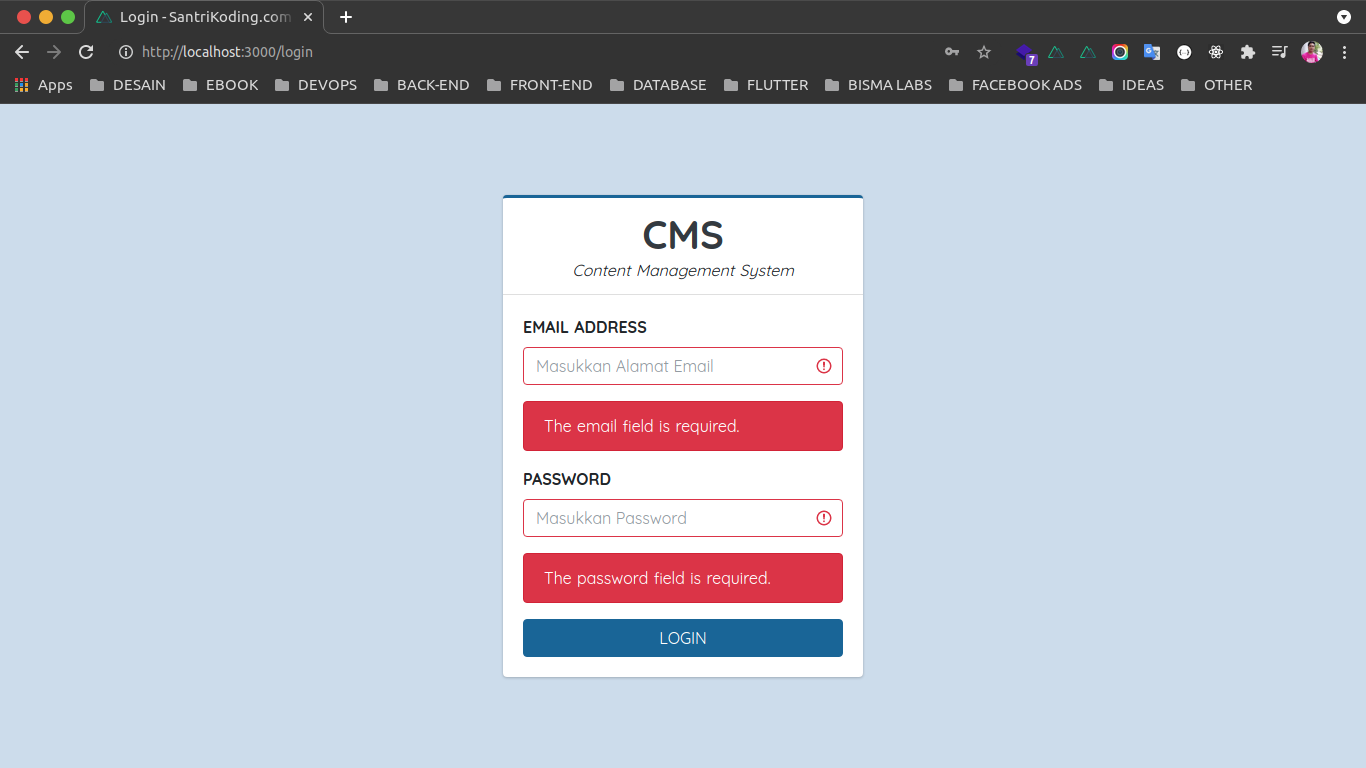 Login - SantriKoding.com
http://localhost:3000/login
7
Apps DESAIN EBOOK DEVOPS BACK-END FRONT-END DATABASE FLUTTER BISMA LABS FACEBOOK ADS IDEAS OTHER
CMS
Content Management System
EMAIL ADDRESS
Masukkan Alamat Email
The email field is required.
PASSWORD
Masukkan Password
The password field is required.
LOGIN